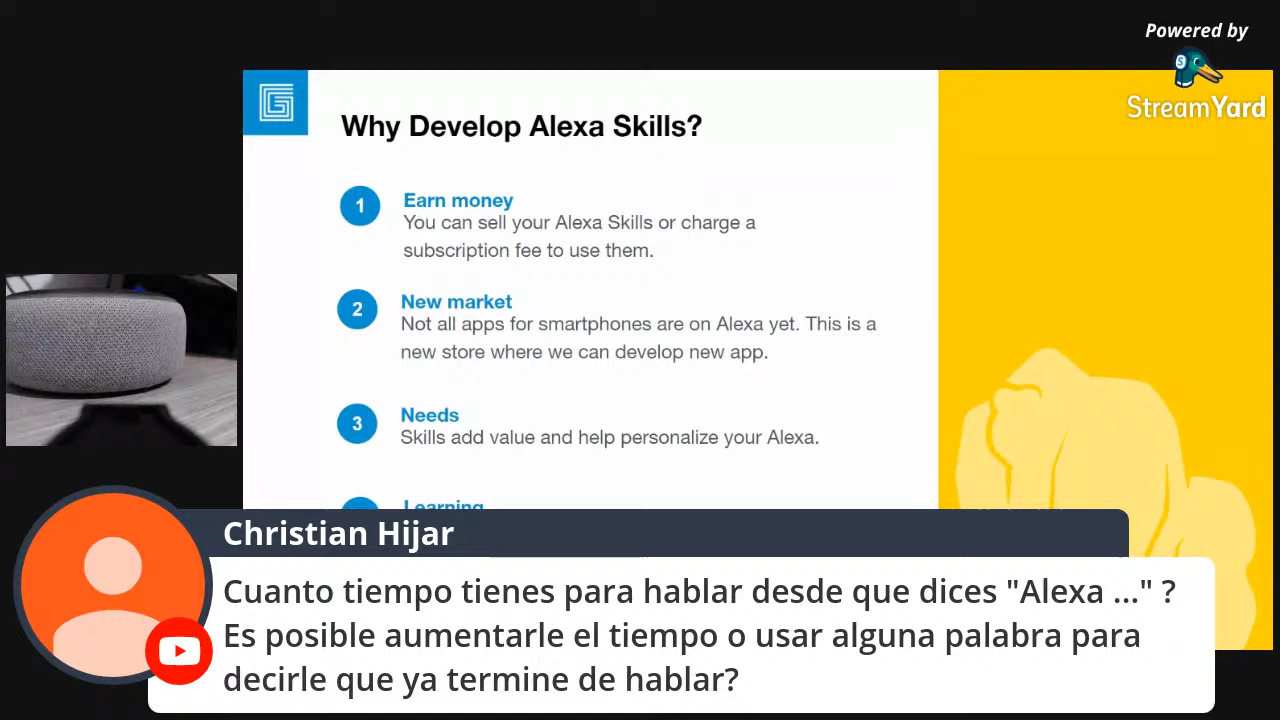 Powered by
StreamYard
Why Develop Alexa Skills?
1
Earn money
You can sell your Alexa Skills or charge a
subscription fee to use them.
2
New market
Not all apps for smartphones are on Alexa yet. This is a
new store where we can develop new app.
3
Needs
Skills add value and help personalize your Alexa.
Learning
Christian Hijar
Cuanto tiempo tienes para hablar desde que dices "Alexa ..." ?
Es posible aumentarle el tiempo o usar alguna palabra para
decirle que ya termine de hablar?